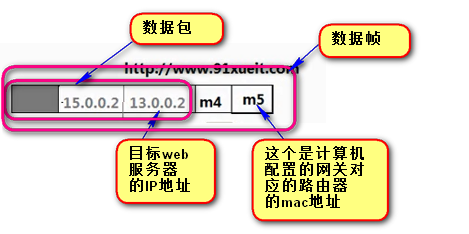 数据包
数据帧
http://www.91xueit.com
15.0.0.2
13.0.0.2
m4
m5
目标web
服务器
的IP地址
这个是计算机
配置的网关对
应的路由器
的mac地址